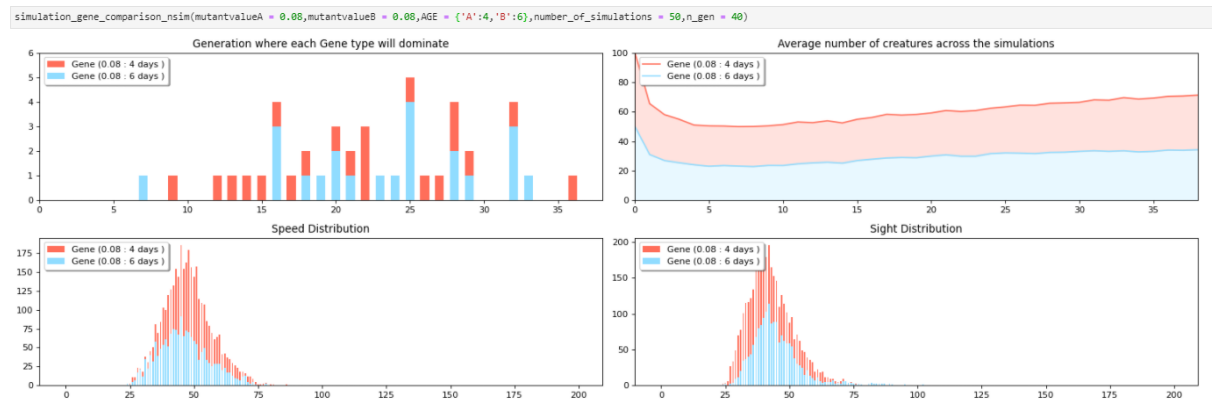 simulation_gene_comparison_nsim(mutantvalueA = 0.08,mutantvalueB = 0.08,AGE = {'A':4,'B':6},number_of_simulations = 50,n_gen = 40)
Generation where each Gene type will dominate
Gene (0.08 : 4 days )
Gene (0.08 : 6 days )
6
5
4
3
2
1
0
0 5 10 15 20 25 30 35
Average number of creatures across the simulations
Gene (0.08 : 4 days )
Gene (0.08 : 6 days )
100
80
60
40
20
0
0 5 10 15 20 25 30 35
Speed Distribution
Gene (0.08 : 4 days )
Gene (0.08 : 6 days )
175
150
125
100
75
50
25
0
0 25 50 75 100 125 150 175 200
Sight Distribution
Gene (0.08 : 4 days )
Gene (0.08 : 6 days )
200
150
100
50
0
0 25 50 75 100 125 150 175 200